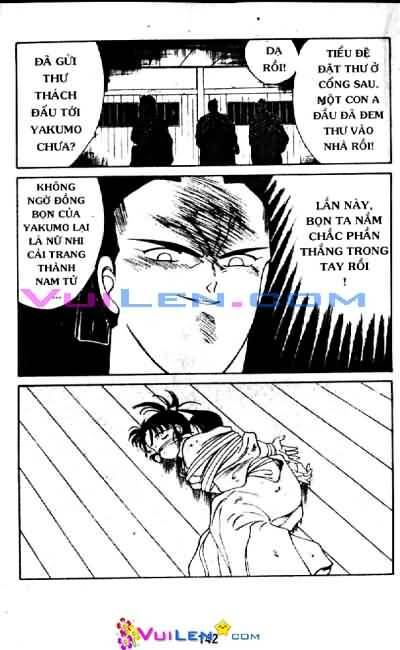 ĐÃ GỬI
THƯ
THÁCH
ĐẤU TỚI
YAKUMO
CHƯA?
DẠ
RỒI!
TIỂU ĐỆ
ĐẶT THƯ Ở
CỔNG SAU.
MỘT CON A
ĐẦU ĐÃ ĐEM
THƯ VÀO
NHÀ RỒI!
KHÔNG
NGỜ ĐỒNG
BỌN CỦA
YAKUMO LẠI
LÀ NỮ NHI
CẢI TRANG
THÀNH
NAM TỬ
...
LẦN NÀY,
BỌN TA NẮM
CHẮC PHẦN
THẮNG TRONG
TAY RỒI
!
VUILEN.COM
VUILEN.COM
142